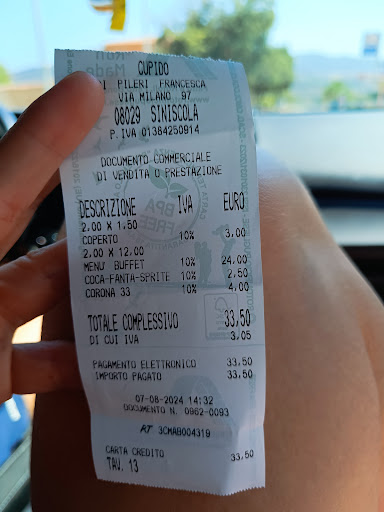 CUPIDO
DI PILERI FRANCESCA
VIA MILANO 97
08029 SINISCOLA
P.IVA 01384250914
DOCUMENTO COMMERCIALE
DI VENDITA O PRESTAZIONE
DESCRIZIONE IVA EURO
2,00 X 1,50
COPERTO 10% 3,00
2,00 X 12,00
MENU' BUFFET 10% 24,00
COCA-FANTA-SPRITE 10% 2,50
CORONA 33 10% 4,00
TOTALE COMPLESSIVO 33,50
DI CUI IVA 3,05
PAGAMENTO ELETTRONICO 33,50
IMPORTO PAGATO 33,50
07-08-2024 14:32
DOCUMENTO N. 0962-0093
RT 3CMAB004319
CARTA CREDITO 33,50
TAV. 13